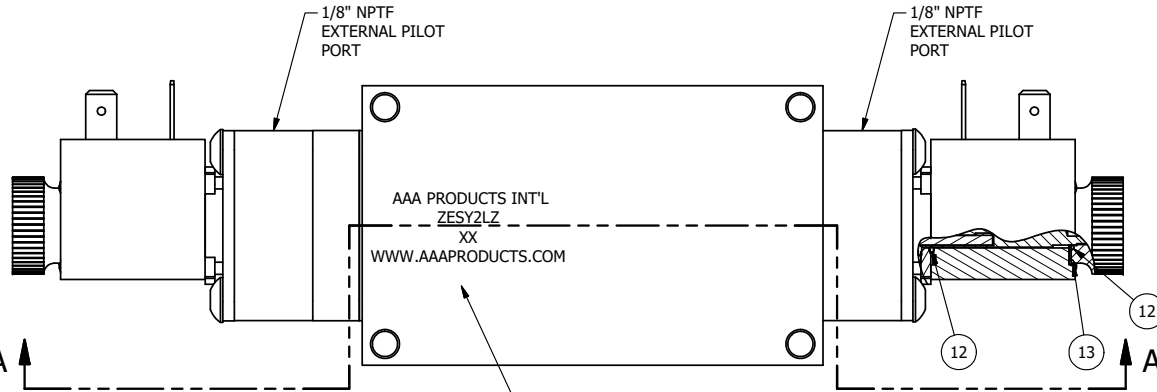 1/8" NPTF
EXTERNAL PILOT
PORT
1/8" NPTF
EXTERNAL PILOT
PORT
AAA PRODUCTS INT'L
ZESY2LZ
XX
WWW.AAAPRODUCTS.COM
12
12
13
A
A